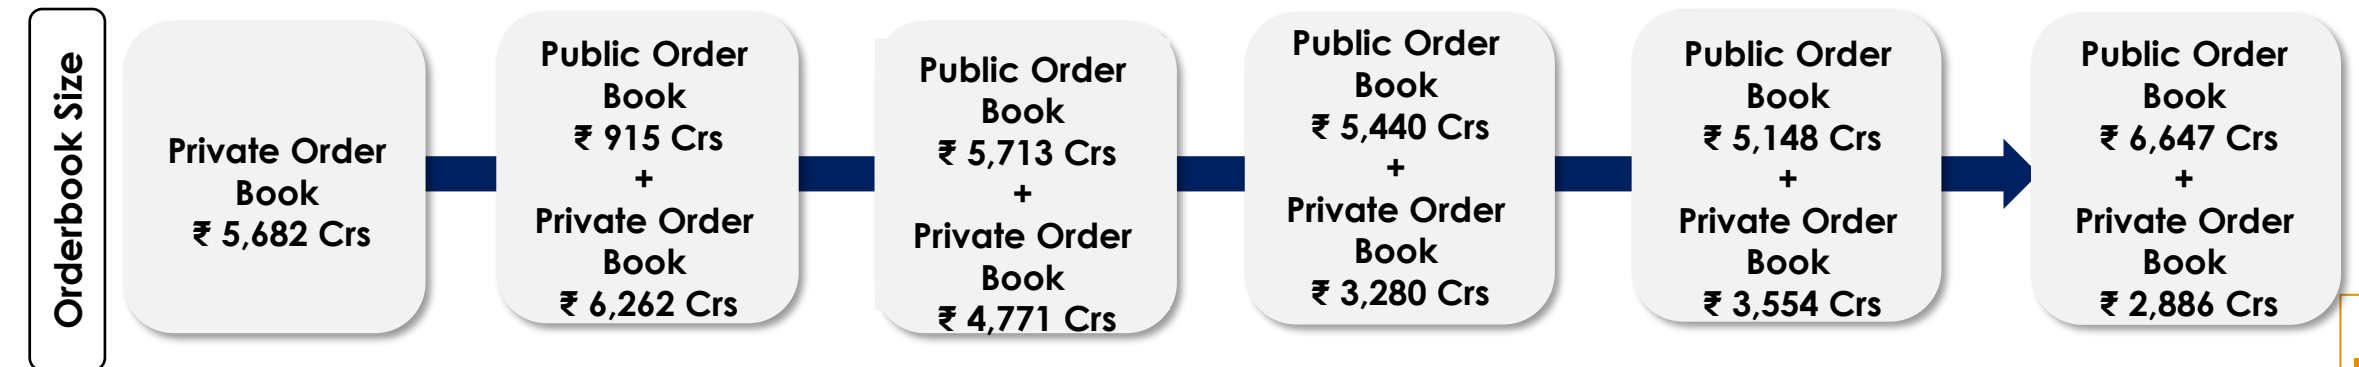 Orderbook Size
Private Order
Book
₹ 5,682 Crs
Public Order
Book
₹ 915 Crs
+
Private Order
Book
₹ 6,262 Crs
Public Order
Book
₹ 5,713 Crs
+
Private Order
Book
₹ 4,771 Crs
Public Order
Book
₹ 5,440 Crs
+
Private Order
Book
₹ 3,280 Crs
Public Order
Book
₹ 5,148 Crs
+
Private Order
Book
₹ 3,554 Crs
Public Order
Book
₹ 6,647 Crs
+
Private Order
Book
₹ 2,886 Crs